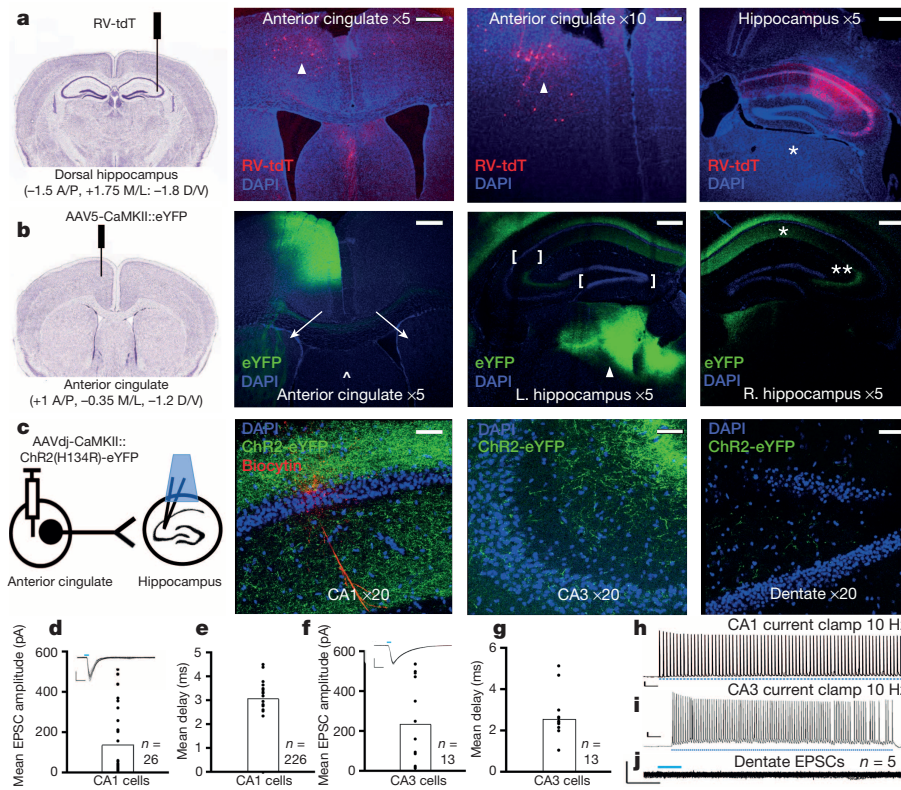 a
RV-tdT
Dorsal hippocampus
(–1.5 A/P, +1.75 M/L: –1.8 D/V)
Anterior cingulate ×5
RV-tdT
DAPI
Anterior cingulate ×10
RV-tdT
DAPI
Hippocampus ×5
*
RV-tdT
DAPI
b
AAV5-CaMKII::eYFP
Anterior cingulate
(+1 A/P, –0.35 M/L, –1.2 D/V)
eYFP
DAPI
^
Anterior cingulate ×5
[ ]
[ ]
eYFP
DAPI
L. hippocampus ×5
*
**
eYFP
DAPI
R. hippocampus ×5
c
AAVdj-CaMKII::
ChR2(H134R)-eYFP
Anterior cingulate
Hippocampus
DAPI
ChR2-eYFP
Biocytin
CA1 ×20
DAPI
ChR2-eYFP
CA3 ×20
DAPI
ChR2-eYFP
Dentate ×20
d
Mean EPSC amplitude (pA)
600
400
200
0
n =
26
CA1 cells
e
Mean delay (ms)
5
4
3
2
1
0
n =
226
CA1 cells
f
Mean EPSC amplitude (pA)
600
400
200
0
n =
13
CA3 cells
g
Mean delay (ms)
6
4
2
0
n =
13
CA3 cells
h
CA1 current clamp 10 Hz
i
CA3 current clamp 10 Hz
j
Dentate EPSCs n = 5